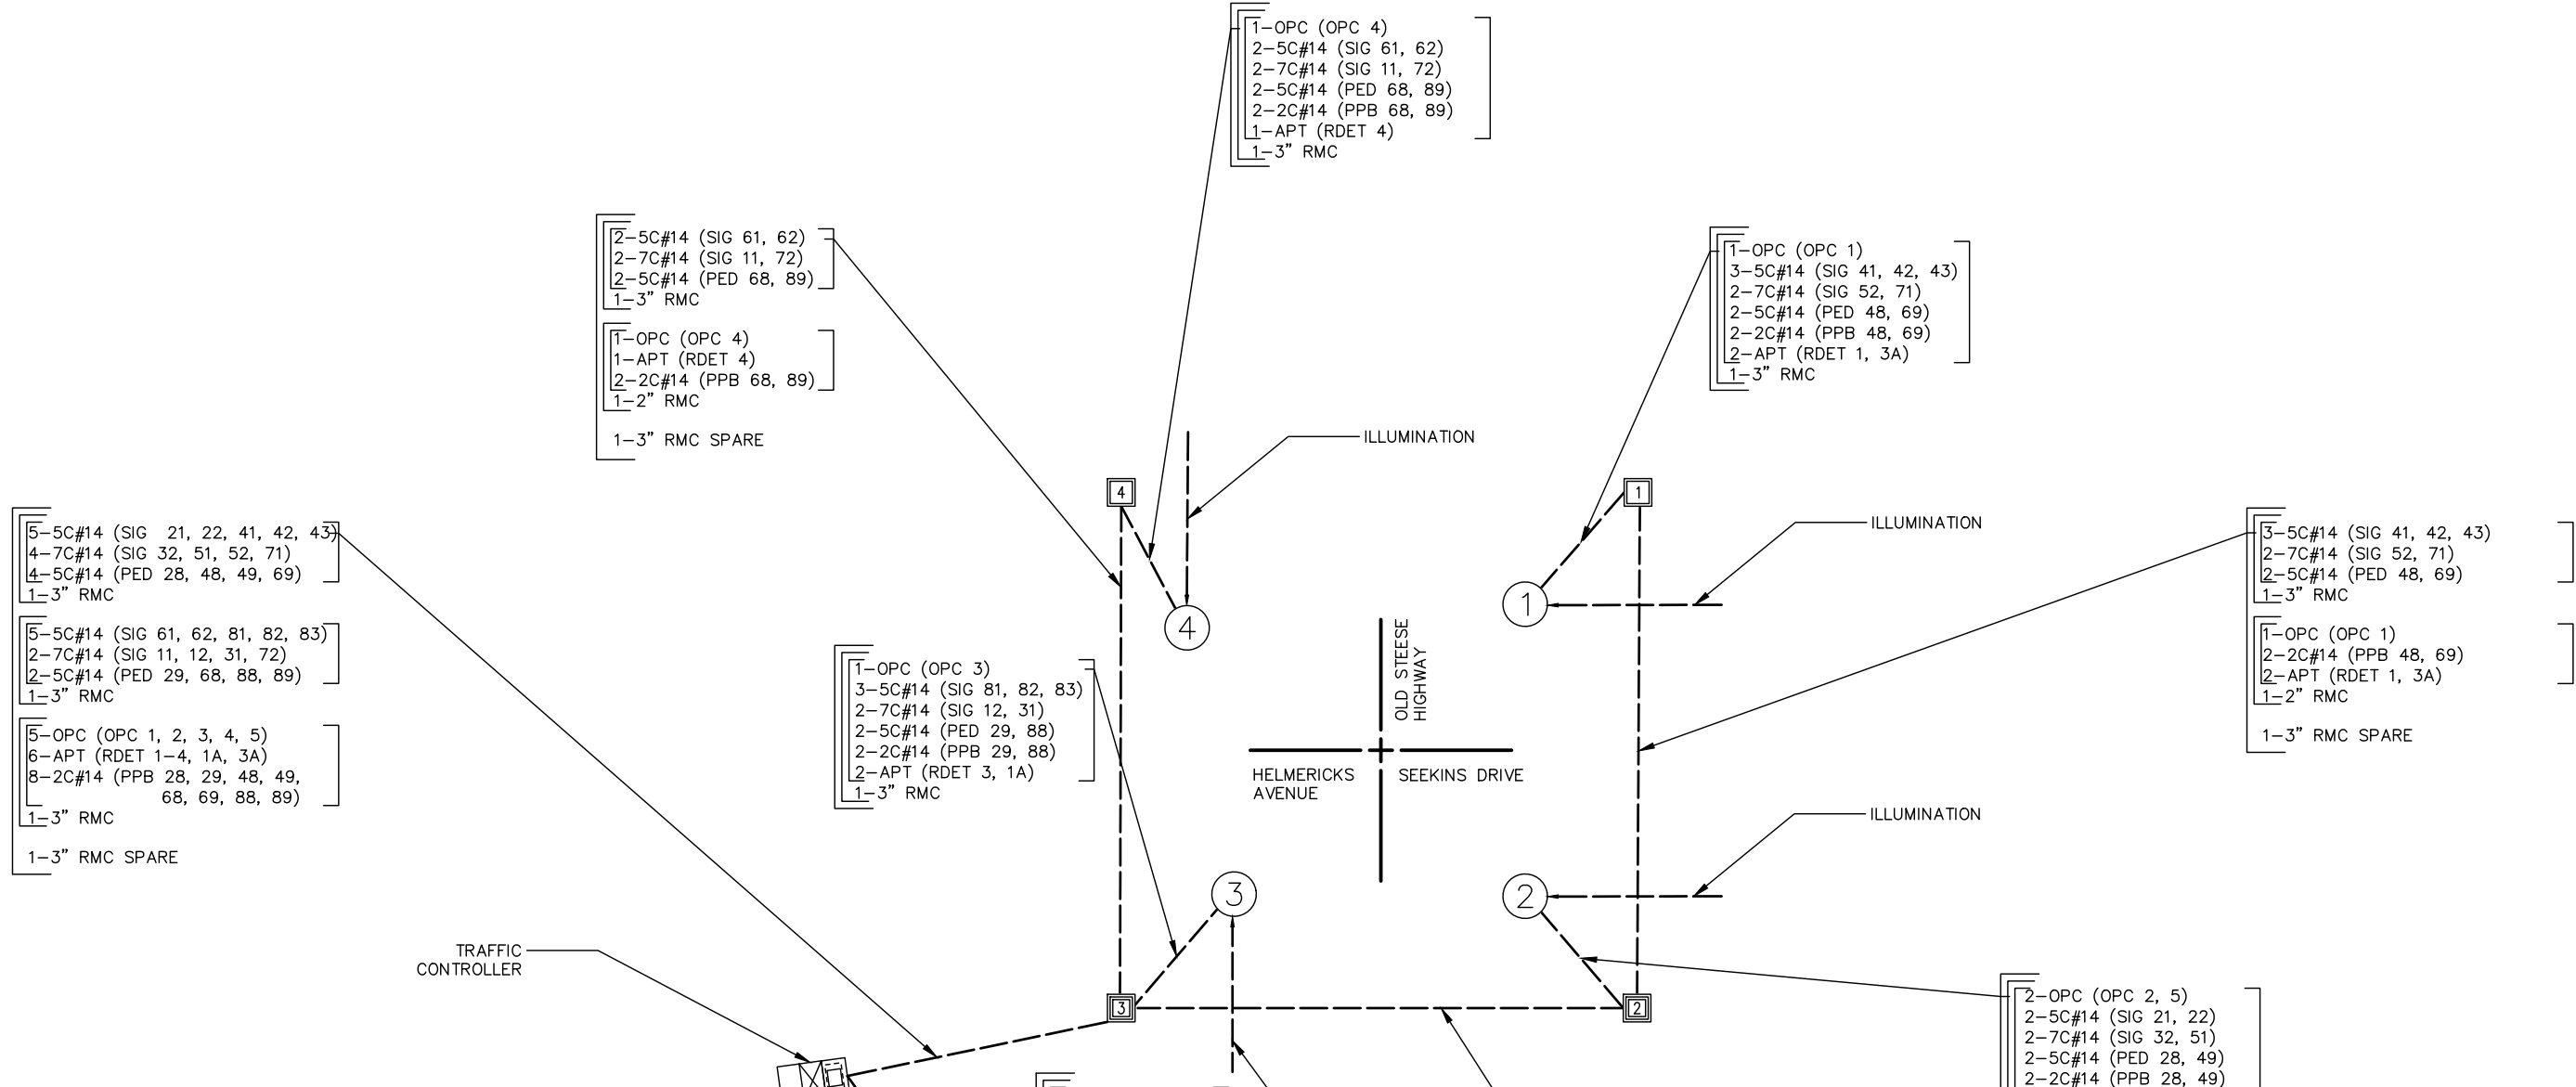 1-OPC (OPC 4)
2-5C#14 (SIG 61, 62)
2-7C#14 (SIG 11, 72)
2-5C#14 (PED 68, 89)
2-2C#14 (PPB 68, 89)
1-APT (RDET 4)
1-3" RMC
2-5C#14 (SIG 61, 62)
2-7C#14 (SIG 11, 72)
2-5C#14 (PED 68, 89)
1-3" RMC
1-OPC (OPC 4)
1-APT (RDET 4)
2-2C#14 (PPB 68, 89)
1-2" RMC
1-3" RMC SPARE
1-OPC (OPC 1)
3-5C#14 (SIG 41, 42, 43)
2-7C#14 (SIG 52, 71)
2-5C#14 (PED 48, 69)
2-2C#14 (PPB 48, 69)
2-APT (RDET 1, 3A)
1-3" RMC
ILLUMINATION
4
1
ILLUMINATION
5-5C#14 (SIG 21, 22, 41, 42, 43)
4-7C#14 (SIG 32, 51, 52, 71)
4-5C#14 (PED 28, 48, 49, 69)
1-3" RMC
5-5C#14 (SIG 61, 62, 81, 82, 83)
2-7C#14 (SIG 11, 12, 31, 72)
2-5C#14 (PED 29, 68, 88, 89)
1-3" RMC
5-OPC (OPC 1, 2, 3, 4, 5)
6-APT (RDET 1-4, 1A, 3A)
8-2C#14 (PPB 28, 29, 48, 49,
68, 69, 88, 89)
1-3" RMC
1-3" RMC SPARE
3-5C#14 (SIG 41, 42, 43)
2-7C#14 (SIG 52, 71)
2-5C#14 (PED 48, 69)
1-3" RMC
1-OPC (OPC 1)
2-2C#14 (PPB 48, 69)
2-APT (RDET 1, 3A)
1-2" RMC
1-3" RMC SPARE
4
1
1-OPC (OPC 3)
3-5C#14 (SIG 81, 82, 83)
2-7C#14 (SIG 12, 31)
2-5C#14 (PED 29, 88)
2-2C#14 (PPB 29, 88)
2-APT (RDET 3, 1A)
1-3" RMC
OLD STEESE
HIGHWAY
HELMERICKS
AVENUE
SEEKINS DRIVE
ILLUMINATION
3
2
TRAFFIC
CONTROLLER
3
2
2-OPC (OPC 2, 5)
2-5C#14 (SIG 21, 22)
2-7C#14 (SIG 32, 51)
2-5C#14 (PED 28, 49)
2-2C#14 (PPB 28, 49)